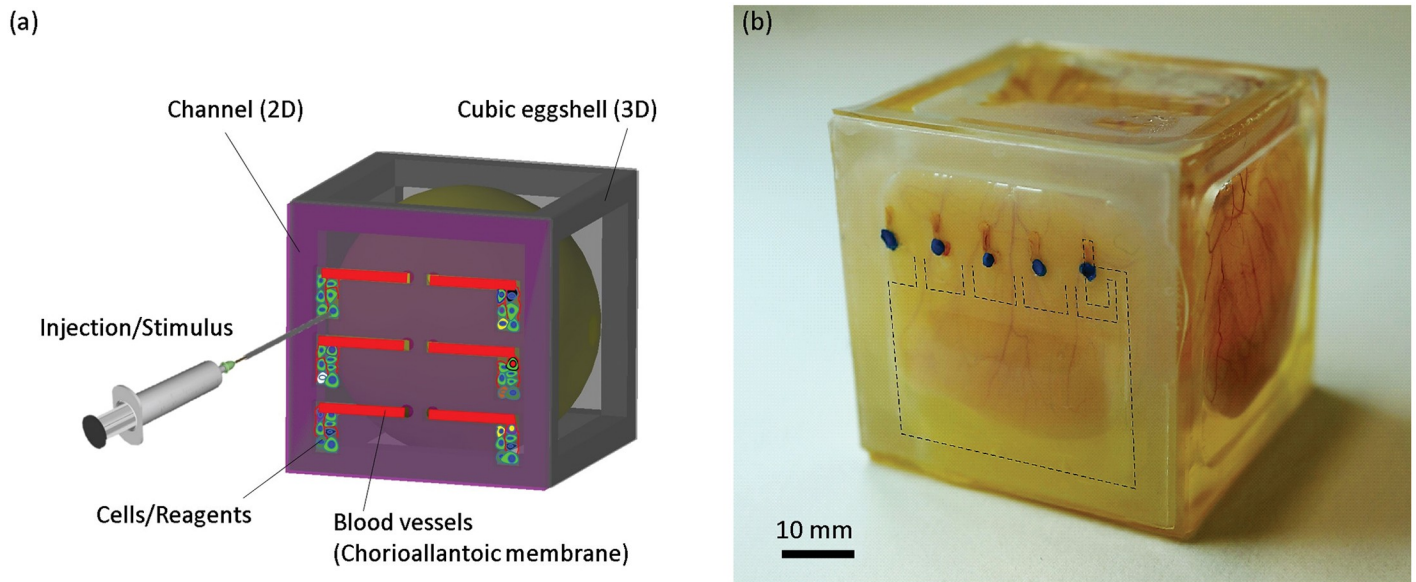 (a)
Channel (2D)
Cubic eggshell (3D)
Injection/Stimulus
Cells/Reagents
Blood vessels
(Chorioallantoic membrane)
(b)
10 mm